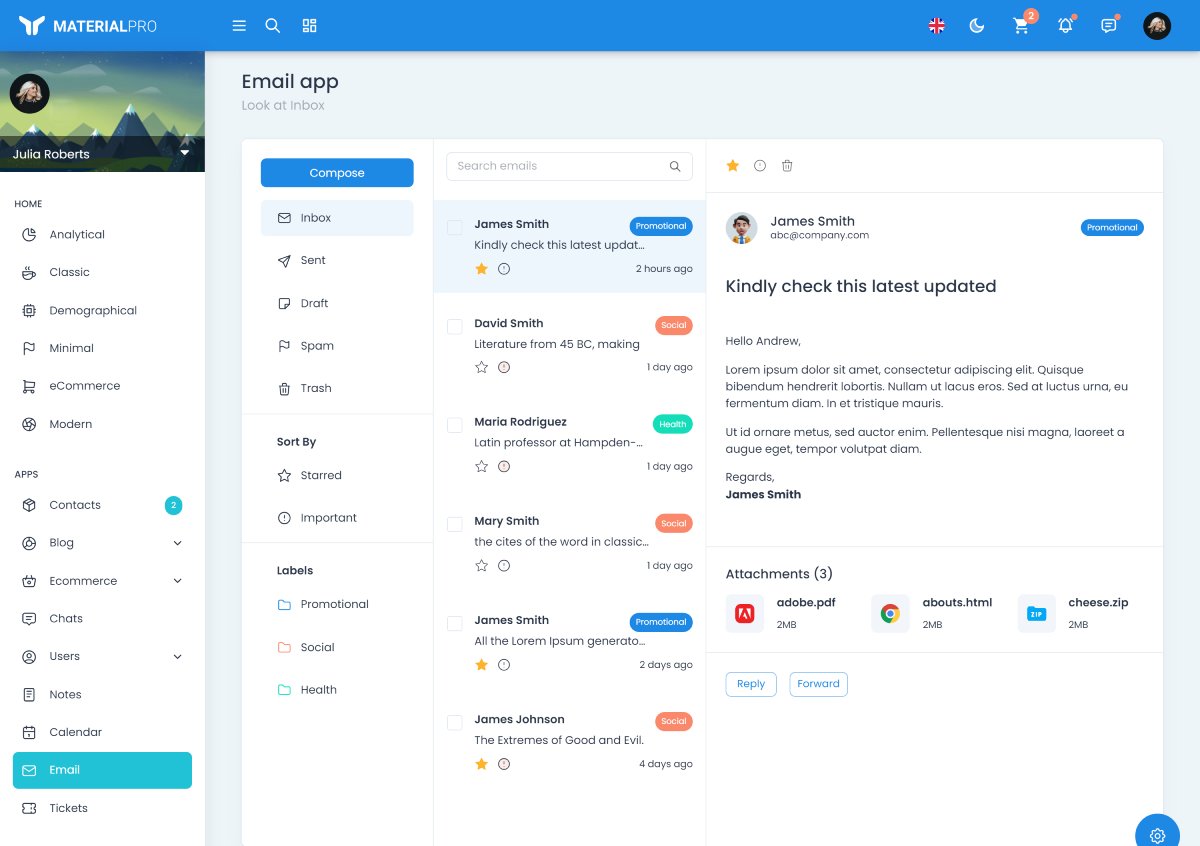 MATERIALPRO
2
Julia Roberts
HOME
Analytical
Classic
Demographical
Minimal
eCommerce
Modern
APPS
Contacts
2
Blog
Ecommerce
Chats
Users
Notes
Calendar
Email
Tickets
Email app
Look at Inbox
Compose
Inbox
Sent
Draft
Spam
Trash
Sort By
Starred
Important
Labels
Promotional
Social
Health
Search emails
James Smith
Promotional
Kindly check this latest updat...
2 hours ago
David Smith
Social
Literature from 45 BC, making
1 day ago
Maria Rodriguez
Health
Latin professor at Hampden-...
1 day ago
Mary Smith
Social
the cites of the word in classic...
1 day ago
James Smith
Promotional
All the Lorem Ipsum generato...
2 days ago
James Johnson
Social
The Extremes of Good and Evil.
4 days ago
James Smith
abc@company.com
Promotional
Kindly check this latest updated
Hello Andrew,
Lorem ipsum dolor sit amet, consectetur adipiscing elit. Quisque
bibendum hendrerit lobortis. Nullam ut lacus eros. Sed at luctus urna, eu
fermentum diam. In et tristique mauris.
Ut id ornare metus, sed auctor enim. Pellentesque nisi magna, laoreet a
augue eget, tempor volutpat diam.
Regards,
James Smith
Attachments (3)
adobe.pdf
2MB
abouts.html
2MB
ZIP
cheese.zip
2MB
Reply
Forward